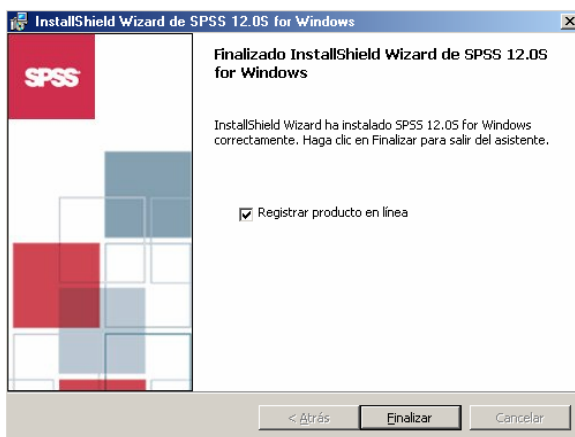 InstallShield Wizard de SPSS 12.0S for Windows
SPSS
Finalizado InstallShield Wizard de SPSS 12.0S
for Windows
InstallShield Wizard ha instalado SPSS 12.0S for Windows
correctamente. Haga clic en Finalizar para salir del asistente.
Registrar producto en línea
< Atrás
Finalizar
Cancelar